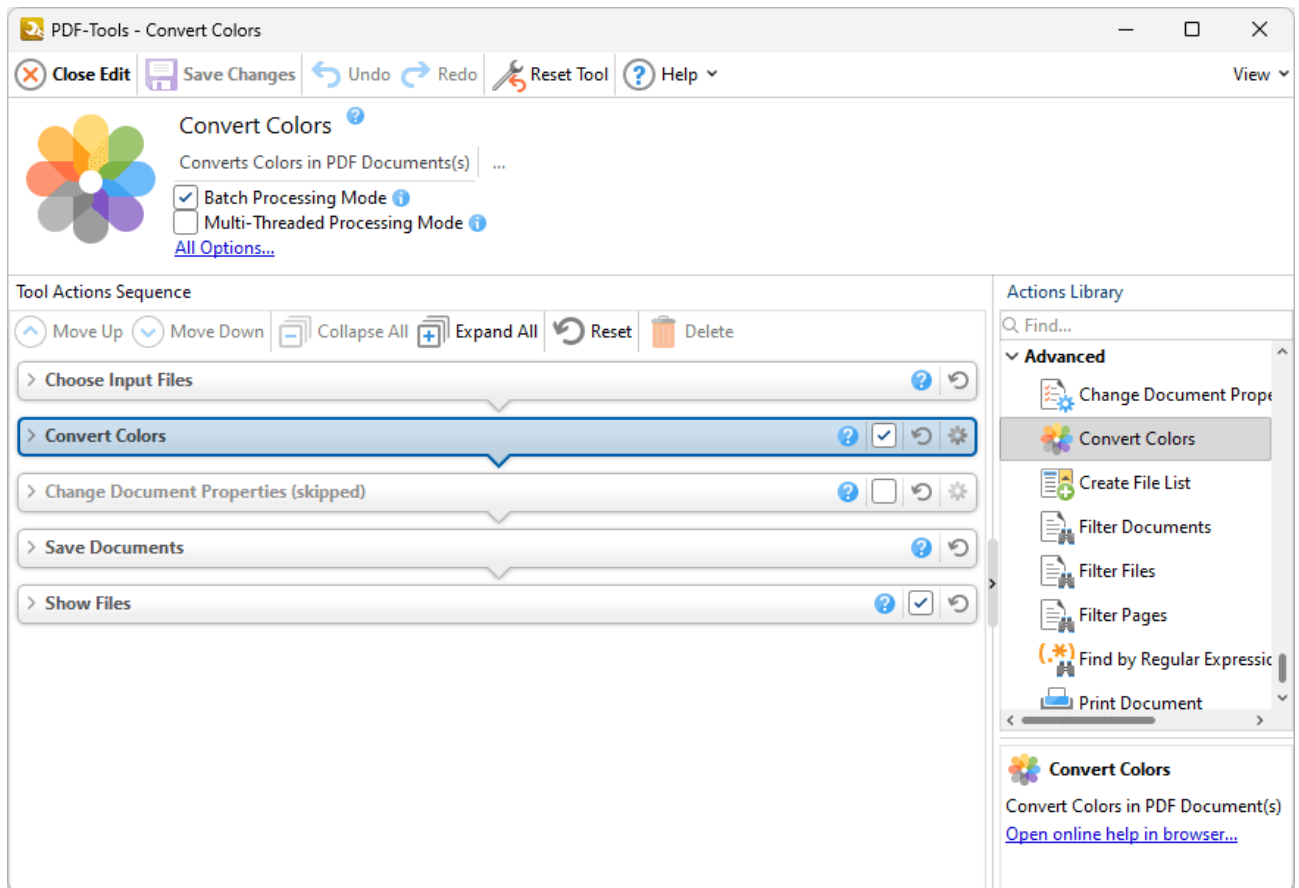 PDF-Tools - Convert Colors
Close Edit Save Changes Undo Redo Reset Tool Help View
Convert Colors
Converts Colors in PDF Documents(s) ...
Batch Processing Mode
Multi-Threaded Processing Mode
All Options...
Tool Actions Sequence
Move Up Move Down Collapse All Expand All Reset Delete
Choose Input Files
Convert Colors
Change Document Properties (skipped)
Save Documents
Show Files
Actions Library
Find...
Advanced
Change Document Prope
Convert Colors
Create File List
Filter Documents
Filter Files
Filter Pages
(.*) Find by Regular Expressic
Print Document
Convert Colors
Convert Colors in PDF Document(s)
Open online help in browser...